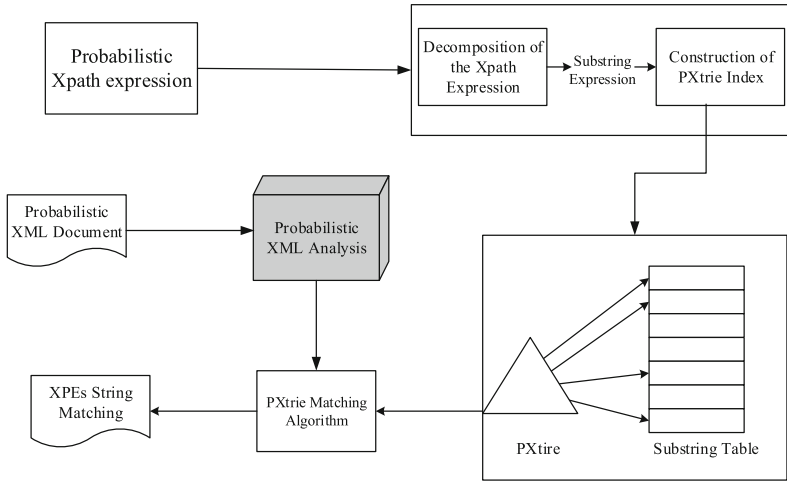 Probabilistic
Xpath expression
Decomposition of
the Xpath
Expression
Substring
Expression
Construction of
PXtrie Index
Probabilistic
XML Document
Probabilistic
XML Analysis
XPEs String
Matching
PXtrie Matching
Algorithm
PXtire
Substring Table